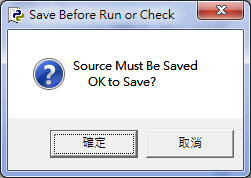 Save Before Run or Check
Source Must Be Saved
OK to Save?
確定
取消